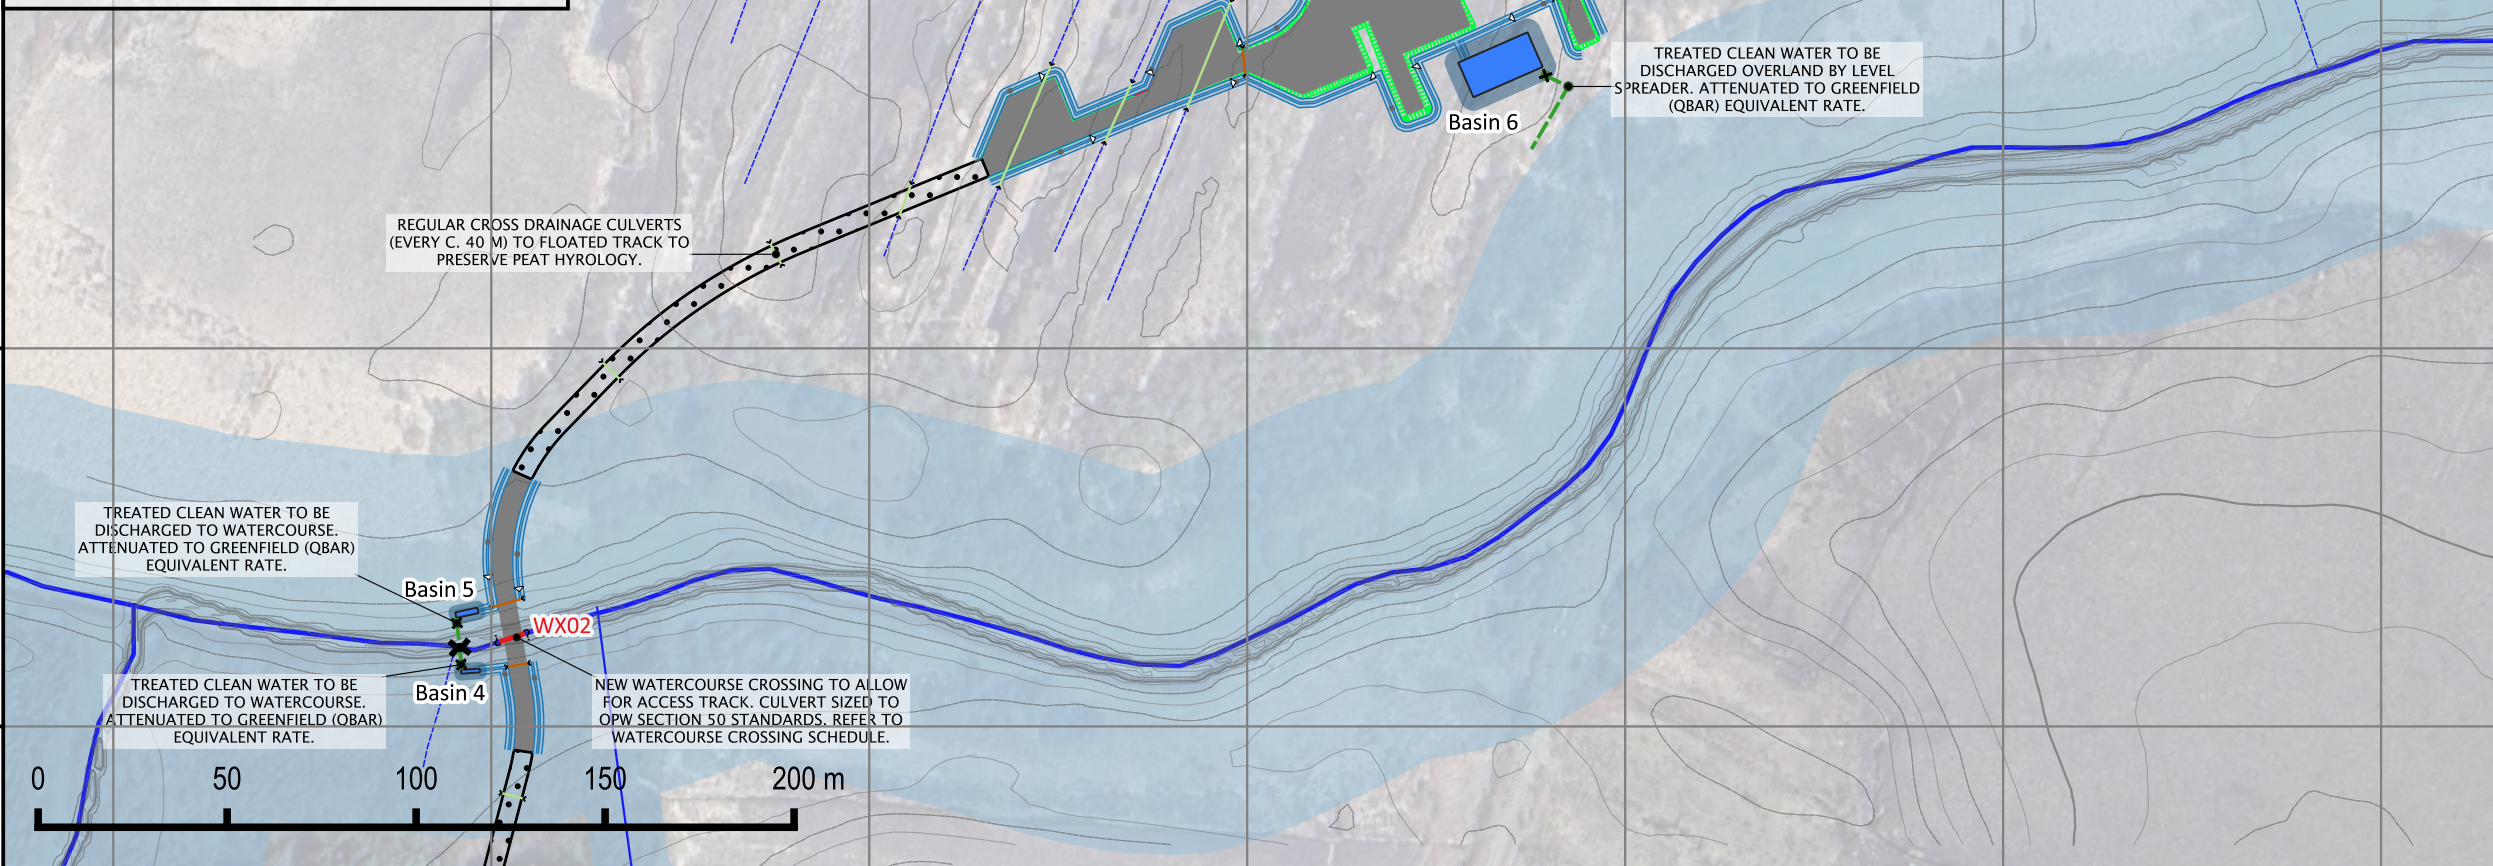 TREATED CLEAN WATER TO BE
DISCHARGED OVERLAND BY LEVEL
SPREADER. ATTENUATED TO GREENFIELD
(QBAR) EQUIVALENT RATE.
Basin 6
REGULAR CROSS DRAINAGE CULVERTS
(EVERY C. 40 M) TO FLOATED TRACK TO
PRESERVE PEAT HYROLOGY.
TREATED CLEAN WATER TO BE
DISCHARGED TO WATERCOURSE.
ATTENUATED TO GREENFIELD (QBAR)
EQUIVALENT RATE.
Basin 5
WX02
Basin 4
TREATED CLEAN WATER TO BE
DISCHARGED TO WATERCOURSE.
ATTENUATED TO GREENFIELD (QBAR)
EQUIVALENT RATE.
NEW WATERCOURSE CROSSING TO ALLOW
FOR ACCESS TRACK. CULVERT SIZED TO
OPW SECTION 50 STANDARDS. REFER TO
WATERCOURSE CROSSING SCHEDULE.
0 50 100 150 200 m